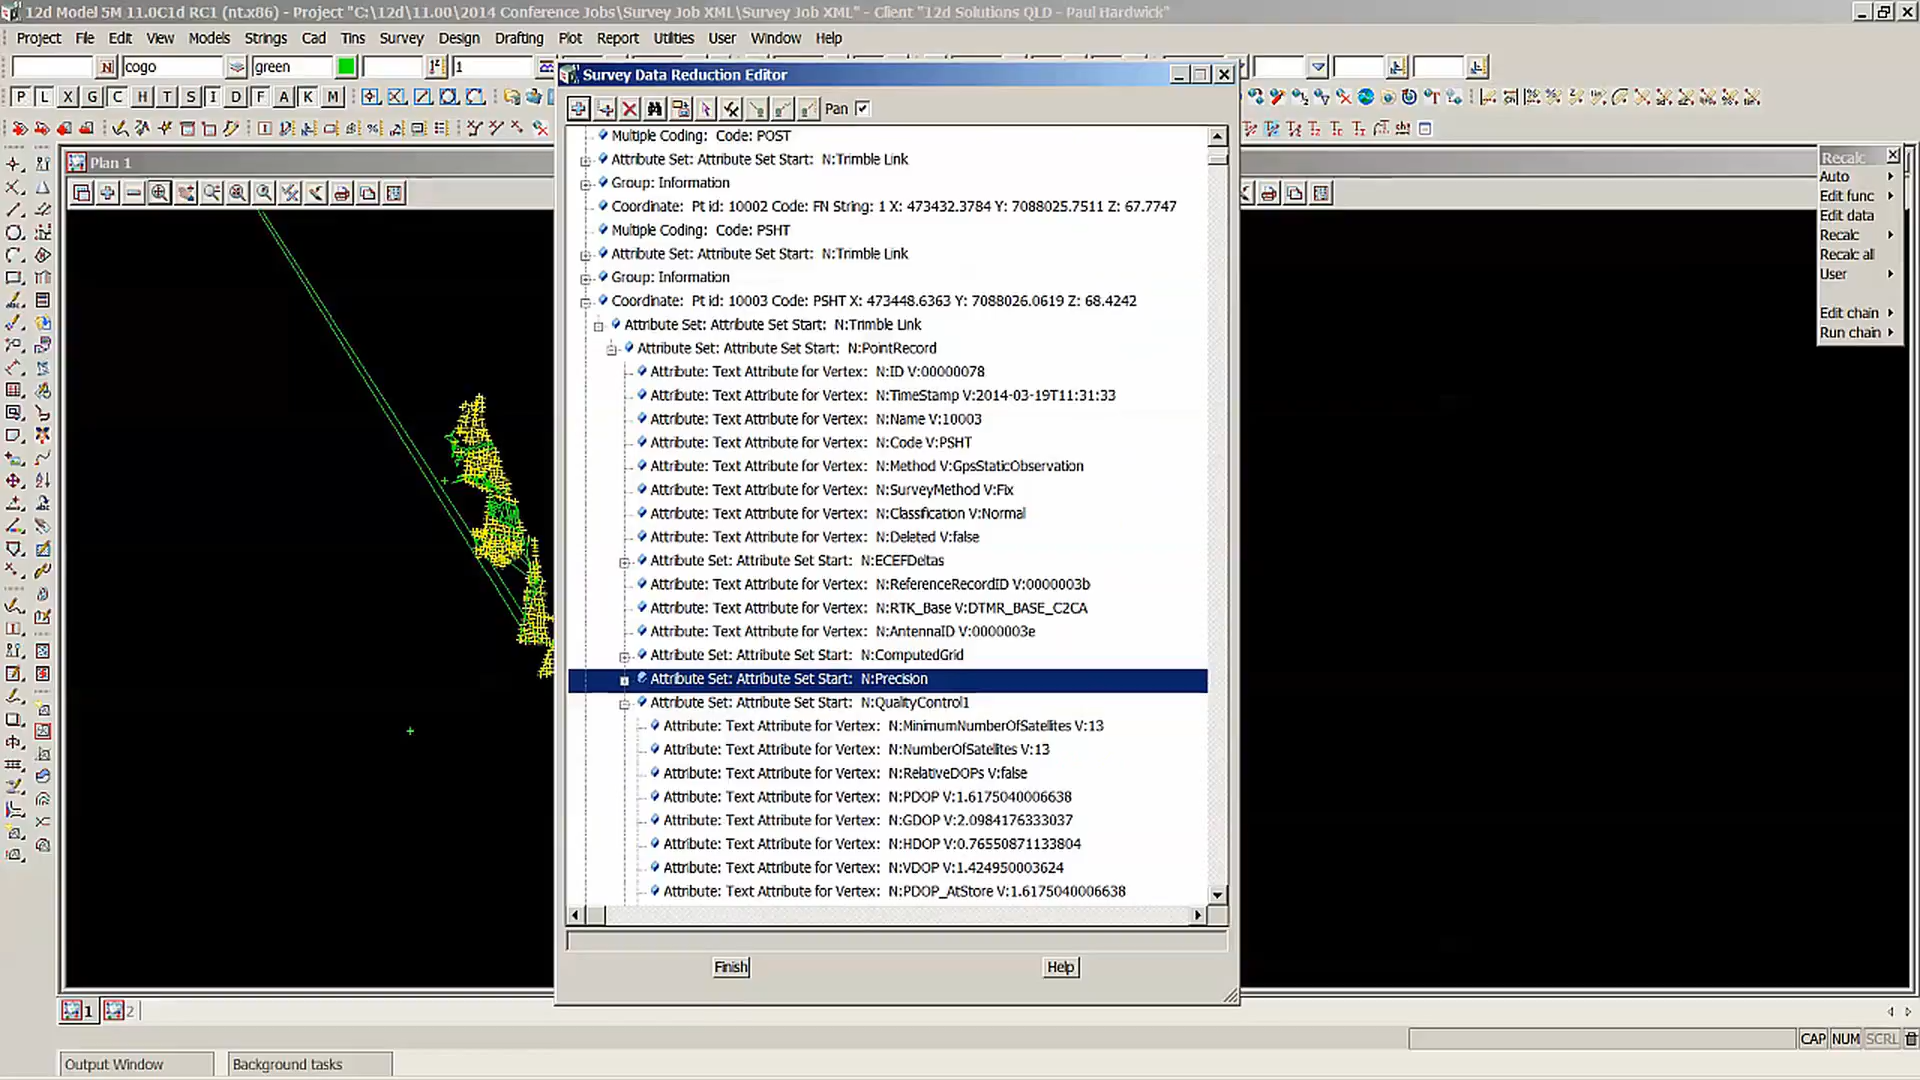 12d Model 5M 11.0C1d RC1 (nt.x86) - Project "C:\12d\11.00\2014 Conference Jobs\Survey Job XML\Survey Job XML" - Client "12d Solutions QLD - Paul Hardwick"
Project File Edit View Models Strings Cad Tins Survey Design Drafting Plot Report Utilities User Window Help
N cogo green 1
P L X G C H T S I D F A K M
Survey Data Reduction Editor
Pan
Plan 1
Multiple Coding: Code: POST
Attribute Set: Attribute Set Start: N:Trimble Link
Group: Information
Coordinate: Pt id: 10002 Code: FN String: 1 X: 473432.3784 Y: 7088025.7511 Z: 67.7747
Multiple Coding: Code: PSHT
Attribute Set: Attribute Set Start: N:Trimble Link
Group: Information
Coordinate: Pt id: 10003 Code: PSHT X: 473448.6363 Y: 7088026.0619 Z: 68.4242
Attribute Set: Attribute Set Start: N:Trimble Link
Attribute Set: Attribute Set Start: N:PointRecord
Attribute: Text Attribute for Vertex: N:ID V:00000078
Attribute: Text Attribute for Vertex: N:TimeStamp V:2014-03-19T11:31:33
Attribute: Text Attribute for Vertex: N:Name V:10003
Attribute: Text Attribute for Vertex: N:Code V:PSHT
Attribute: Text Attribute for Vertex: N:Method V:GpsStaticObservation
Attribute: Text Attribute for Vertex: N:SurveyMethod V:Fix
Attribute: Text Attribute for Vertex: N:Classification V:Normal
Attribute: Text Attribute for Vertex: N:Deleted V:false
Attribute Set: Attribute Set Start: N:ECEFDeltas
Attribute: Text Attribute for Vertex: N:ReferenceRecordID V:0000003b
Attribute: Text Attribute for Vertex: N:RTK_Base V:DTMR_BASE_C2CA
Attribute: Text Attribute for Vertex: N:AntennaID V:0000003e
Attribute Set: Attribute Set Start: N:ComputedGrid
Attribute Set: Attribute Set Start: N:Precision
Attribute Set: Attribute Set Start: N:QualityControl1
Attribute: Text Attribute for Vertex: N:MinimumNumberOfSatelites V:13
Attribute: Text Attribute for Vertex: N:NumberOfSatelites V:13
Attribute: Text Attribute for Vertex: N:RelativeDOPs V:false
Attribute: Text Attribute for Vertex: N:PDOP V:1.6175040006638
Attribute: Text Attribute for Vertex: N:GDOP V:2.0984176333037
Attribute: Text Attribute for Vertex: N:HDOP V:0.76550871133804
Attribute: Text Attribute for Vertex: N:VDOP V:1.424950003624
Attribute: Text Attribute for Vertex: N:PDOP_AtStore V:1.6175040006638
Finish Help
Recalc
Auto
Edit func
Edit data
Recalc
Recalc all
User
Edit chain
Run chain
1 2
CAP NUM SCRL
Output Window Background tasks